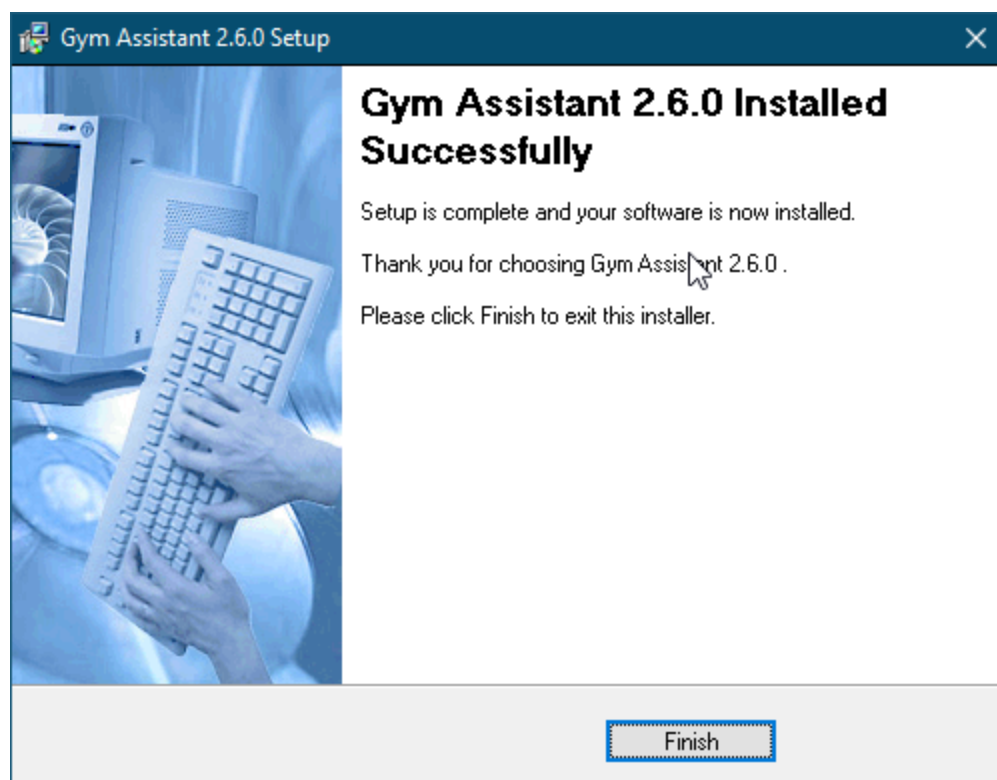 Gym Assistant 2.6.0 Setup
Gym Assistant 2.6.0 Installed
Successfully
Setup is complete and your software is now installed.
Thank you for choosing Gym Assistant 2.6.0 .
Please click Finish to exit this installer.
Finish